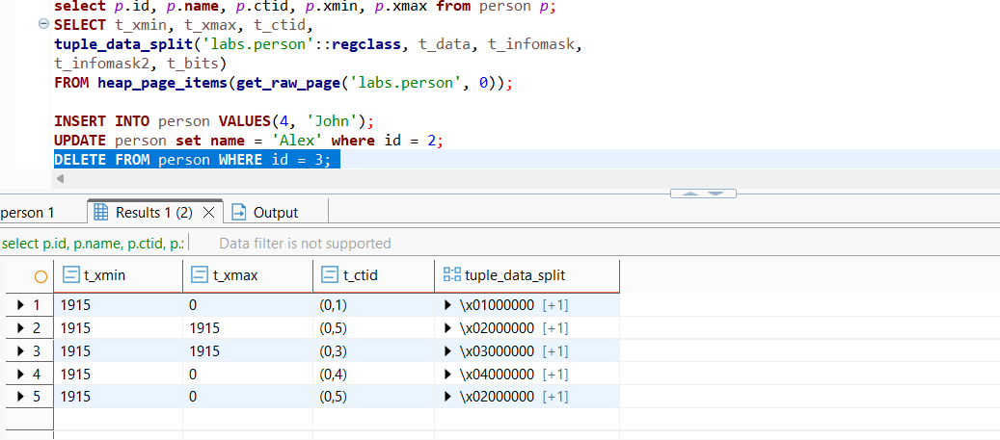 select p.id, p.name, p.ctid, p.xmin, p.xmax from person p;
SELECT t_xmin, t_xmax, t_ctid,
tuple_data_split('labs.person'::regclass, t_data, t_infomask,
t_infomask2, t_bits)
FROM heap_page_items(get_raw_page('labs.person', 0));
INSERT INTO person VALUES(4, 'John');
UPDATE person set name = 'Alex' where id = 2;
DELETE FROM person WHERE id = 3;
person 1 Results 1 (2) Output
select p.id, p.name, p.ctid, p.: Data filter is not supported
t_xmin t_xmax t_ctid tuple_data_split
1 1915 0 (0,1) \x01000000 [+1]
2 1915 1915 (0,5) \x02000000 [+1]
3 1915 1915 (0,3) \x03000000 [+1]
4 1915 0 (0,4) \x04000000 [+1]
5 1915 0 (0,5) \x02000000 [+1]